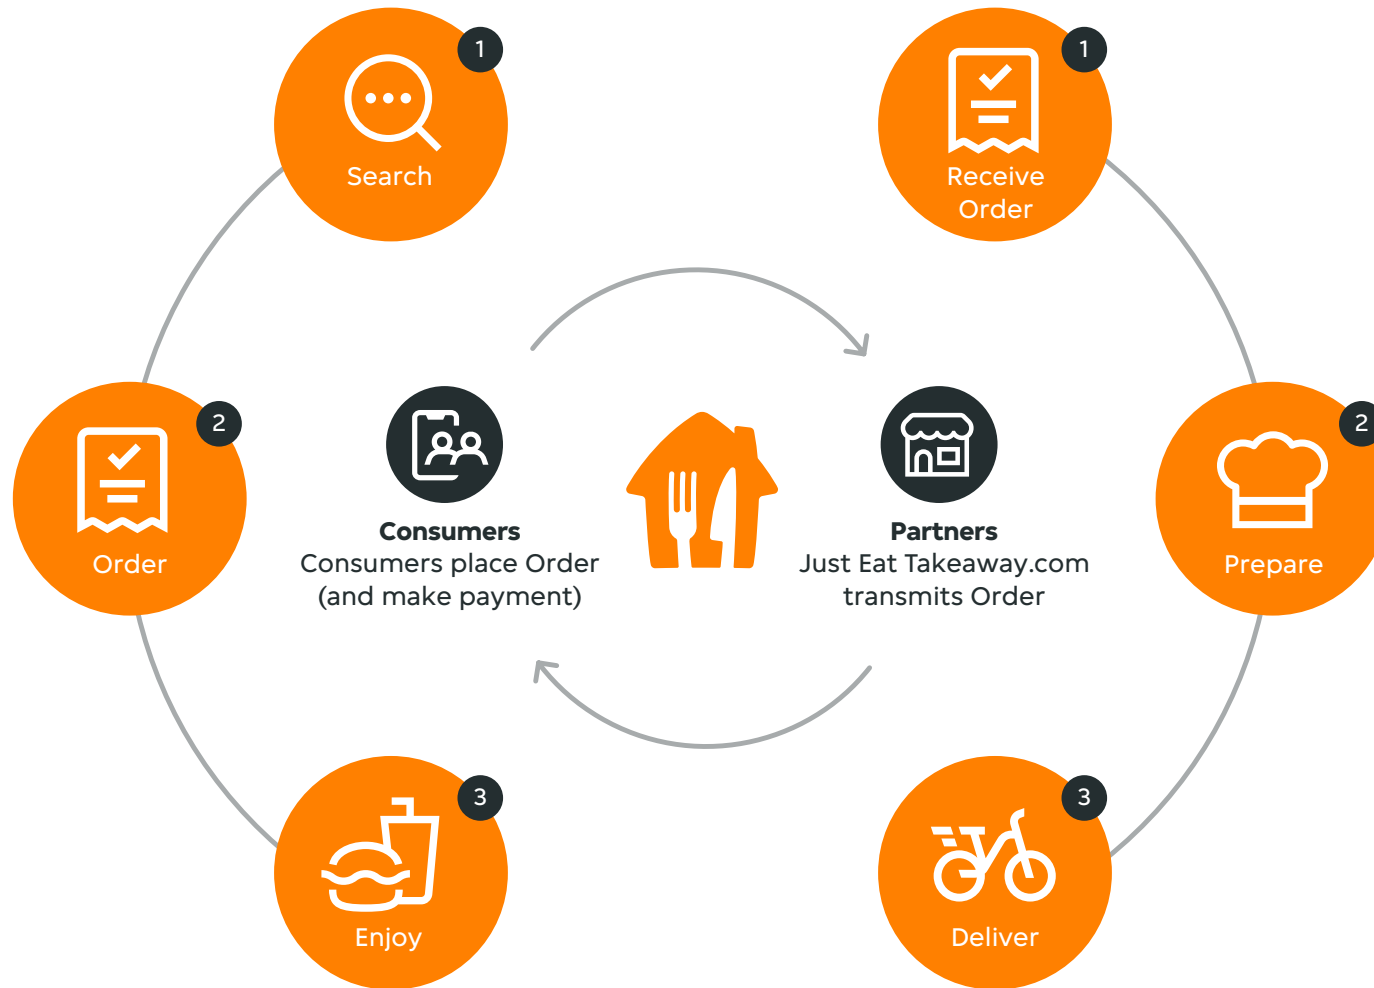 1
Search
2
Order
3
Enjoy
Consumers
Consumers place Order
(and make payment)
Partners
Just Eat Takeaway.com
transmits Order
1
Receive
Order
2
Prepare
3
Deliver